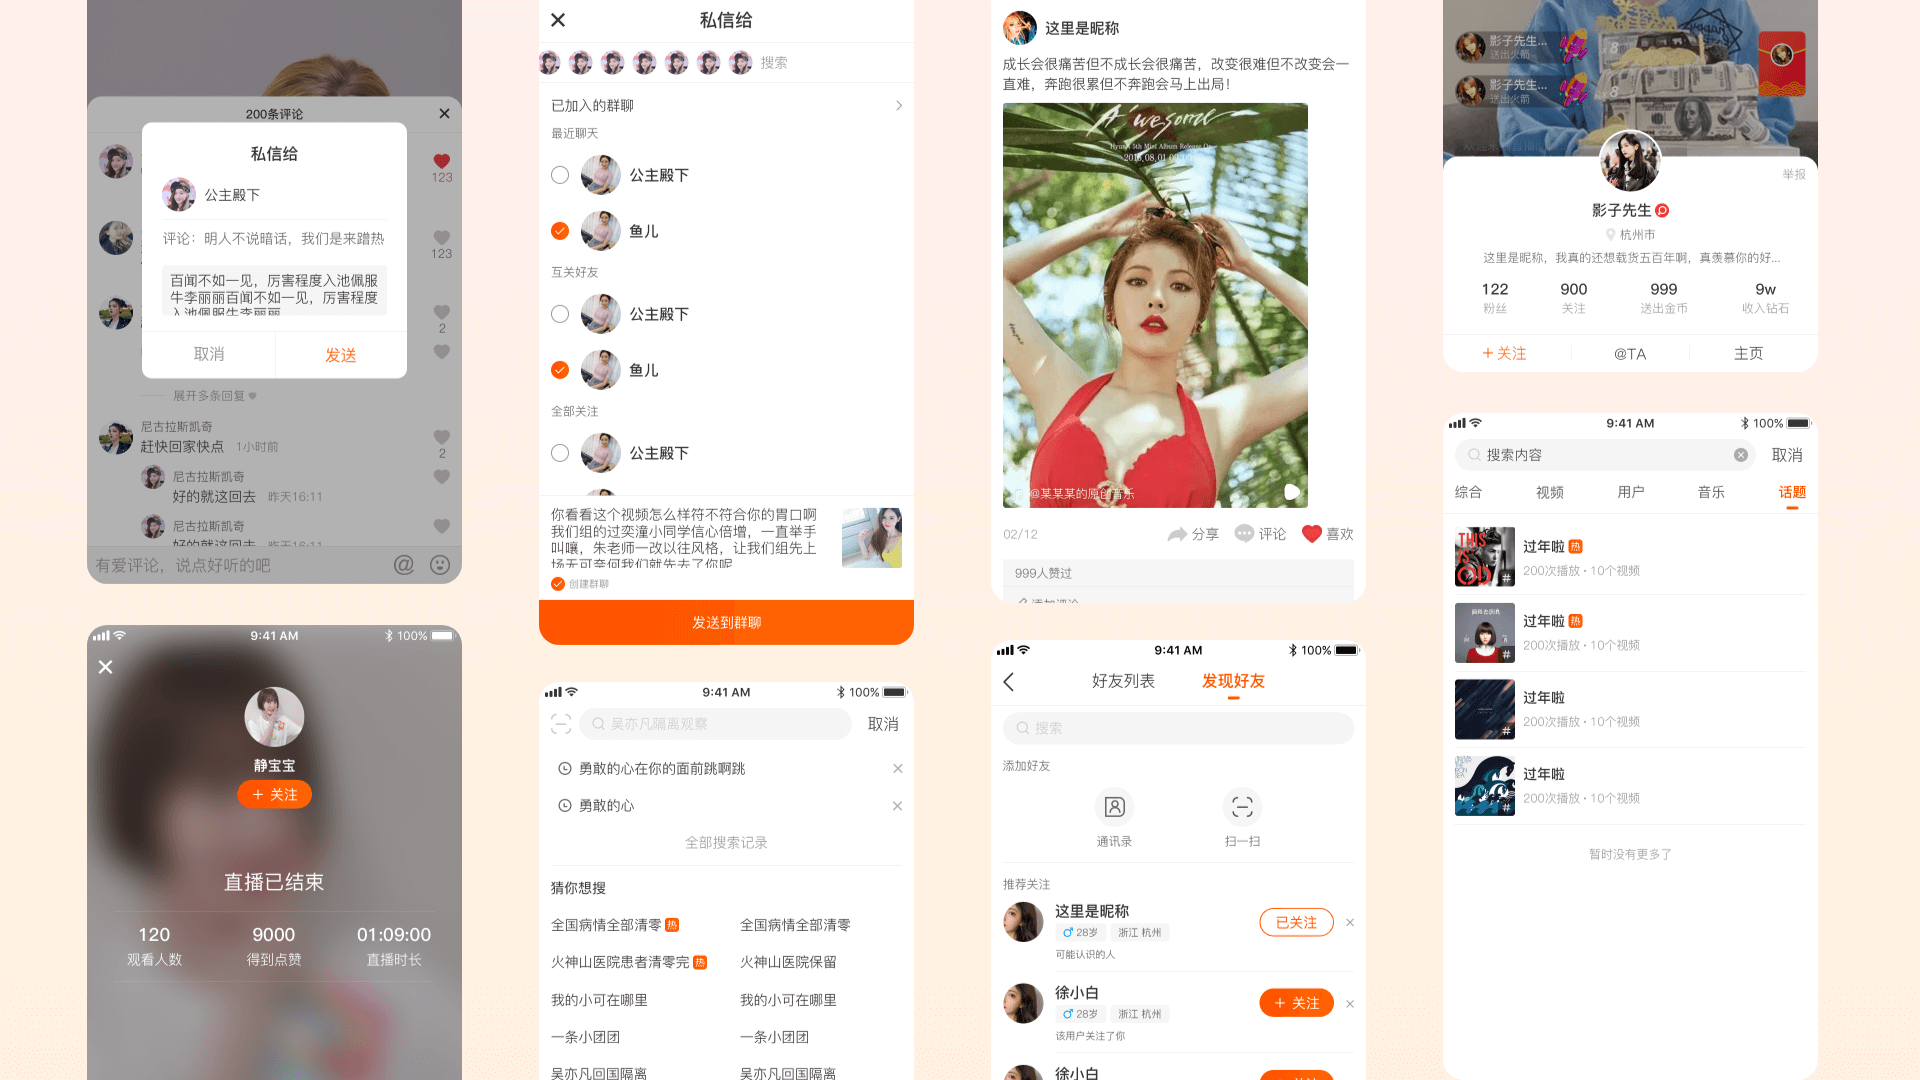 200条评论
私信给
公主殿下
评论：明人不说暗话，我们是来蹭热
百闻不如一见，厉害程度入池佩服
牛李丽丽百闻不如一见，厉害程度
入池佩服牛李丽丽
取消
发送
123
123
2
展开多条回复
尼古拉斯凯奇
赶快回家快点 1小时前
2
尼古拉斯凯奇
好的就这回去 昨天16:11
尼古拉斯凯奇
好的就这回去 昨天16:11
有爱评论，说点好听的吧
9:41 AM
100%
静宝宝
+ 关注
直播已结束
120
9000
01:09:00
观看人数
得到点赞
直播时长
私信给
搜索
已加入的群聊
最近聊天
公主殿下
鱼儿
互关好友
公主殿下
鱼儿
全部关注
公主殿下
你看看这个视频怎么样符不符合你的胃口啊
我们组的过奕潼小同学信心倍增，一直举手
叫嚷，朱老师一改以往风格，让我们组先上
场无可奈何我们就先去了你呢
创建群聊
发送到群聊
9:41 AM
100%
吴亦凡隔离观察
取消
勇敢的心在你的面前跳啊跳
勇敢的心
全部搜索记录
猜你想搜
全国病情全部清零 热
全国病情全部清零
火神山医院患者清零完 热
火神山医院保留
我的小可在哪里
我的小可在哪里
一条小团团
一条小团团
吴亦凡回国隔离
吴亦凡回国隔离
这里是昵称
成长会很痛苦但不成长会很痛苦，改变很难但不改变会一
直难，奔跑很累但不奔跑会马上出局！
A'wesome
HyunA 5th Mini Album Release On
2016.08.01 00:00
@某某某的原创音乐
02/12
分享
评论
喜欢
999人赞过
添加评论
9:41 AM
100%
好友列表
发现好友
搜索
添加好友
通讯录
扫一扫
推荐关注
这里是昵称
28岁
浙江 杭州
可能认识的人
已关注
徐小白
28岁
浙江 杭州
该用户关注了你
+ 关注
徐小白
影子先生...
送出火箭
8
影子先生...
送出火箭
8
举报
影子先生
杭州市
这里是昵称，我真的还想载货五百年啊，真羡慕你的好...
122
900
999
9w
粉丝
关注
送出金币
收入钻石
+ 关注
@TA
主页
9:41 AM
100%
搜索内容
取消
综合
视频
用户
音乐
话题
THIS
IS
#
过年啦 热
200次播放 · 10个视频
#
过年啦 热
200次播放 · 10个视频
#
过年啦
200次播放 · 10个视频
#
过年啦
200次播放 · 10个视频
暂时没有更多了